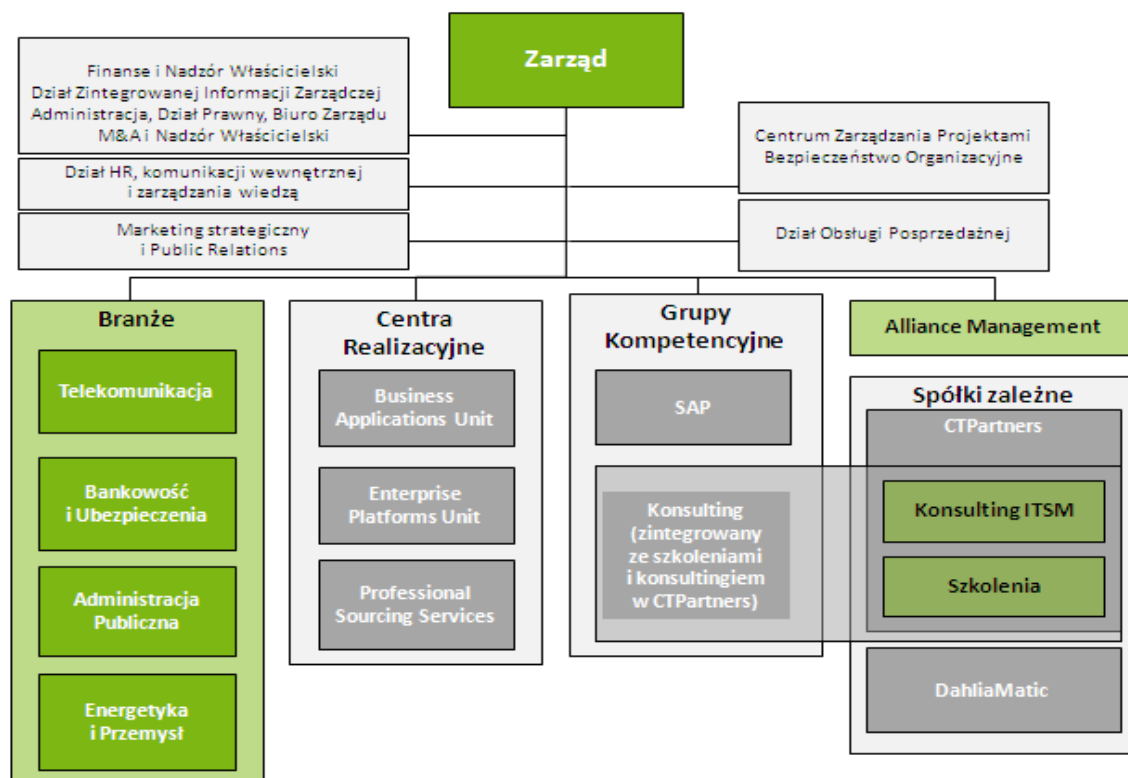 Zarząd
Finanse i Nadzór Właścicielski
Dział Zintegrowanej Informacji Zarządczej
Administracja, Dział Prawny, Biuro Zarządu
M&A i Nadzór Właścicielski
Centrum Zarządzania Projektami
Bezpieczeństwo Organizacyjne
Dział HR, komunikacji wewnętrznej
i zarządzania wiedzą
Marketing strategiczny
i Public Relations
Dział Obsługi Posprzedażnej
Branże
Telekomunikacja
Bankowość
i Ubezpieczenia
Administracja
Publiczna
Energetyka
i Przemysł
Centra
Realizacyjne
Business
Applications Unit
Enterprise
Platforms Unit
Professional
Sourcing Services
Grupy
Kompetencyjne
SAP
Konsulting
(zintegrowany
ze szkoleniami
i konsultingiem
w CTPartners)
Alliance Management
Spółki zależne
CTPartners
Konsulting ITSM
Szkolenia
DahliaMatic